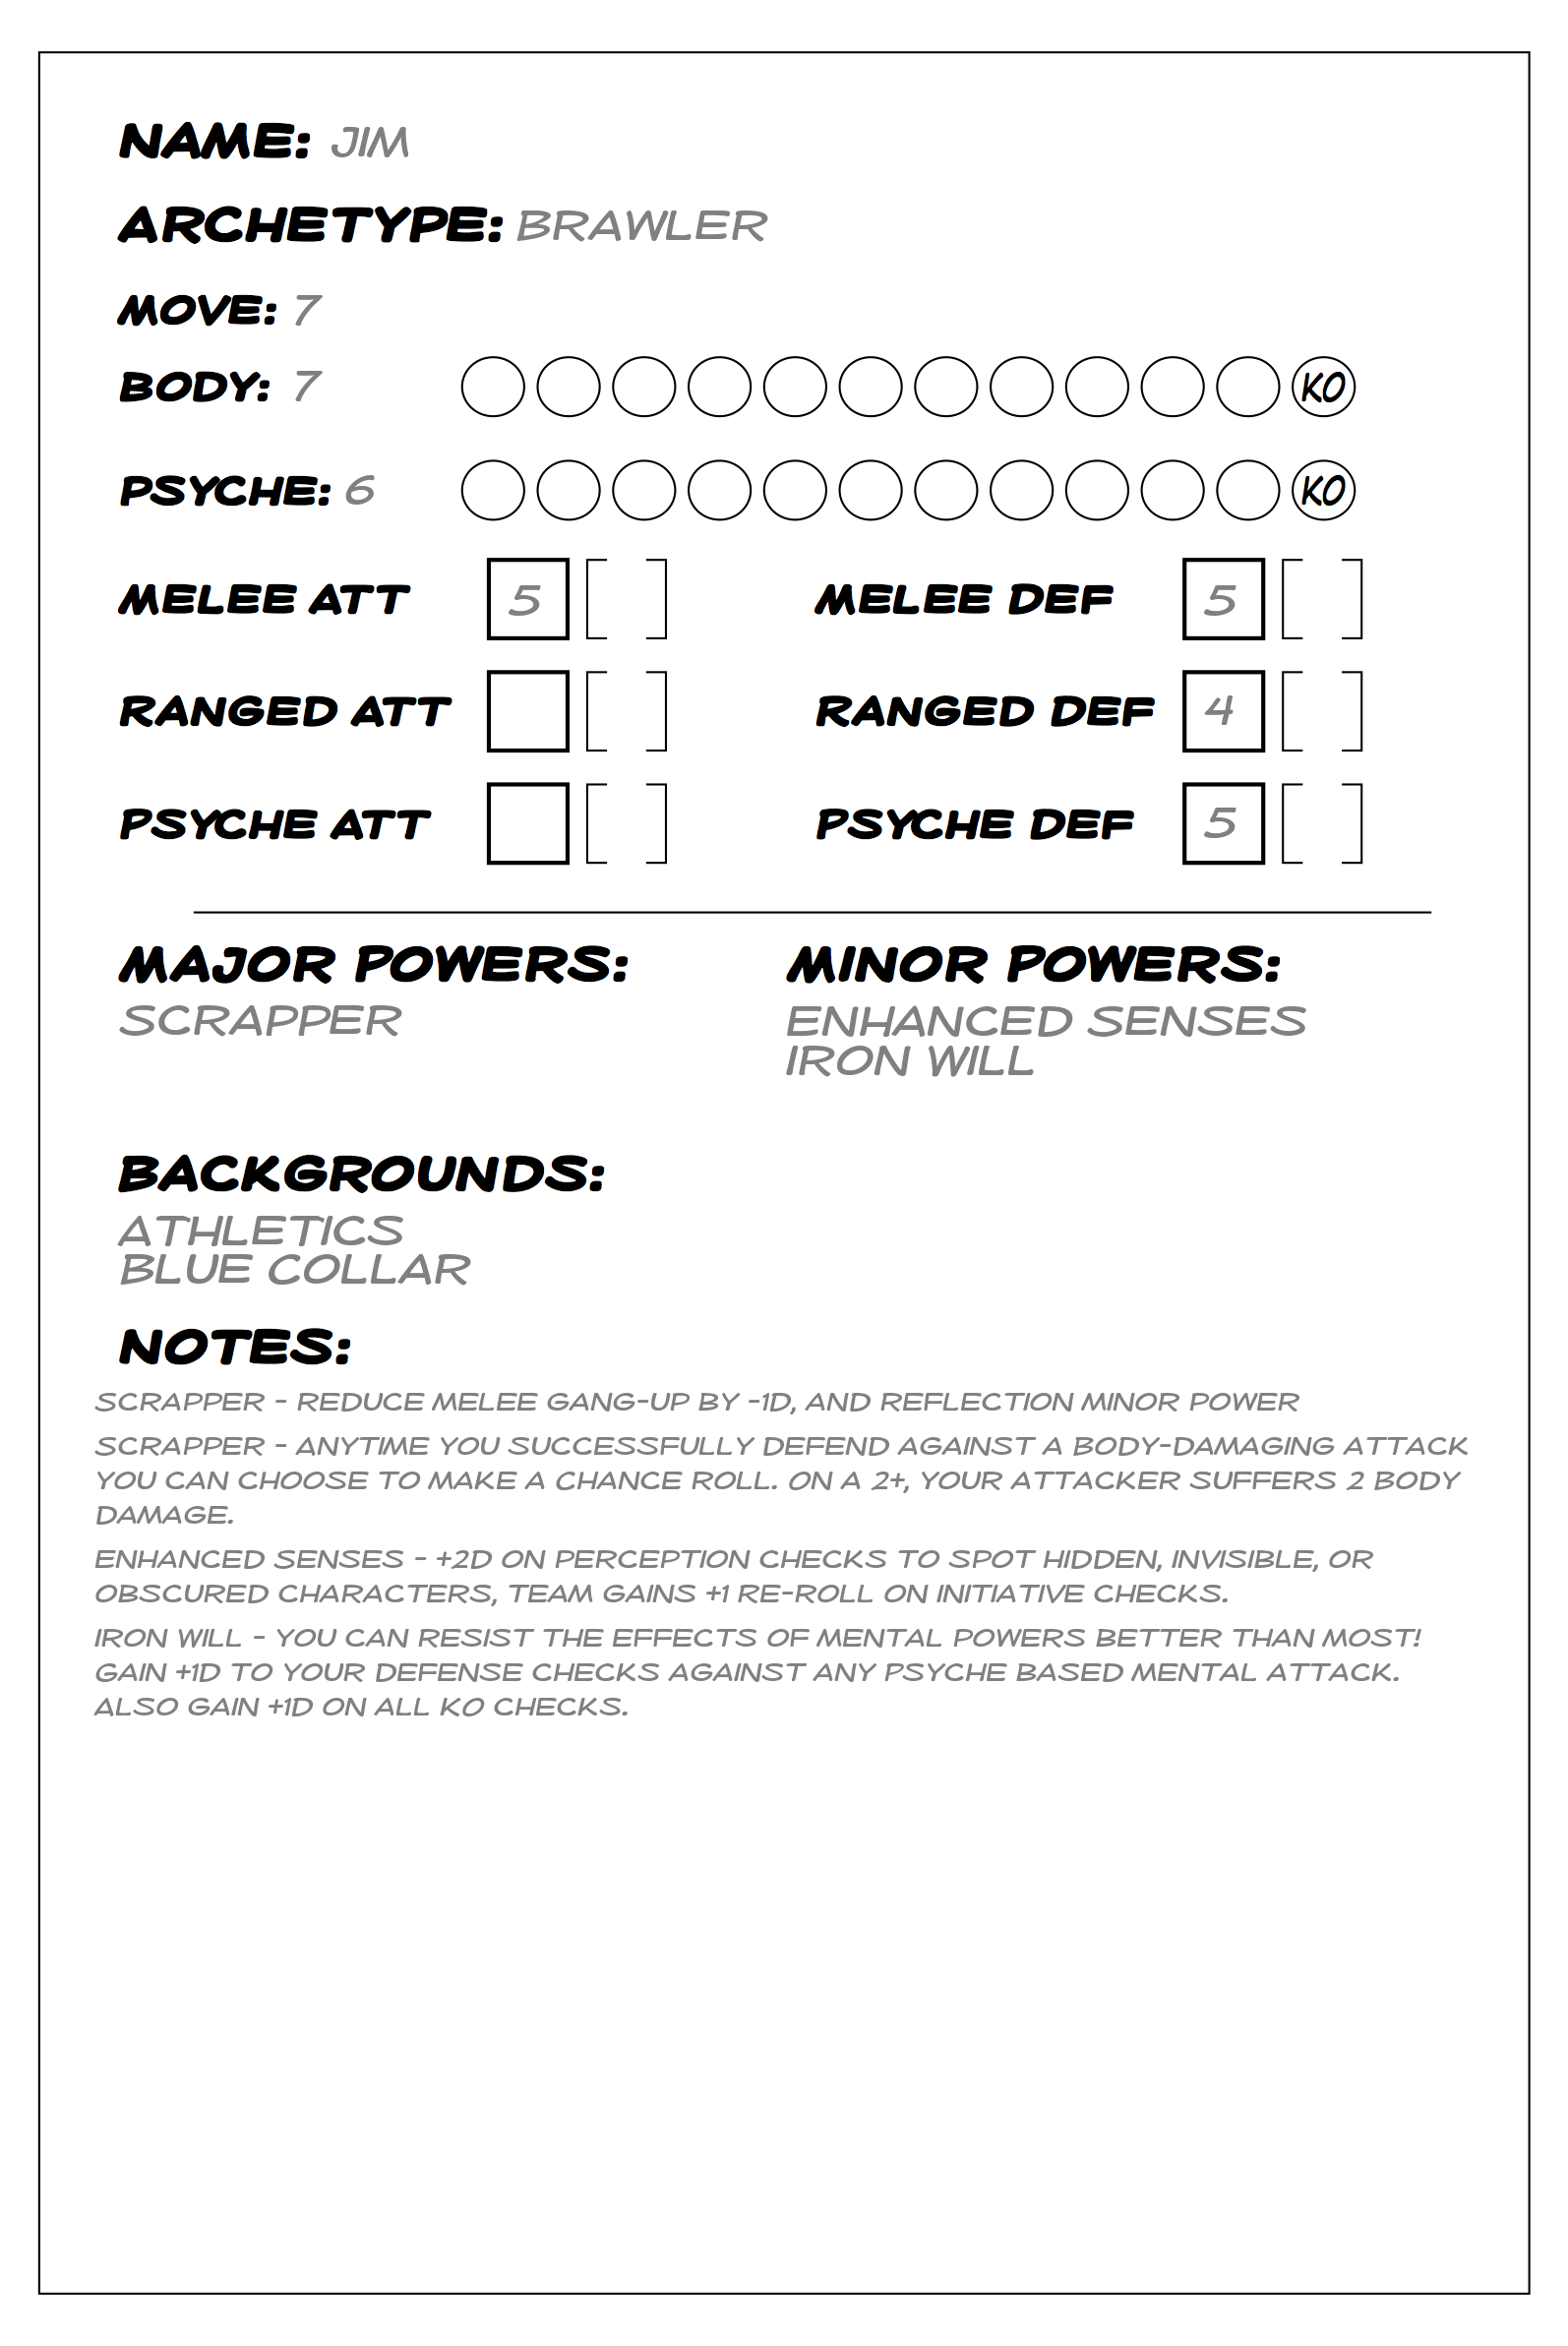 NAME: JIM
ARCHETYPE: BRAWLER
MOVE: 7
BODY: 7 KO
PSYCHE: 6 KO
MELEE ATT 5 [ ] MELEE DEF 5 [ ]
RANGED ATT [ ] RANGED DEF 4 [ ]
PSYCHE ATT [ ] PSYCHE DEF 5 [ ]
MAJOR POWERS:
SCRAPPER
MINOR POWERS:
ENHANCED SENSES
IRON WILL
BACKGROUNDS:
ATHLETICS
BLUE COLLAR
NOTES:
SCRAPPER - REDUCE MELEE GANG-UP BY -1D, AND REFLECTION MINOR POWER
SCRAPPER - ANYTIME YOU SUCCESSFULLY DEFEND AGAINST A BODY-DAMAGING ATTACK
YOU CAN CHOOSE TO MAKE A CHANCE ROLL. ON A 2+, YOUR ATTACKER SUFFERS 2 BODY
DAMAGE.
ENHANCED SENSES - +2D ON PERCEPTION CHECKS TO SPOT HIDDEN, INVISIBLE, OR
OBSCURED CHARACTERS, TEAM GAINS +1 RE-ROLL ON INITIATIVE CHECKS.
IRON WILL - YOU CAN RESIST THE EFFECTS OF MENTAL POWERS BETTER THAN MOST!
GAIN +1D TO YOUR DEFENSE CHECKS AGAINST ANY PSYCHE BASED MENTAL ATTACK.
ALSO GAIN +1D ON ALL KO CHECKS.